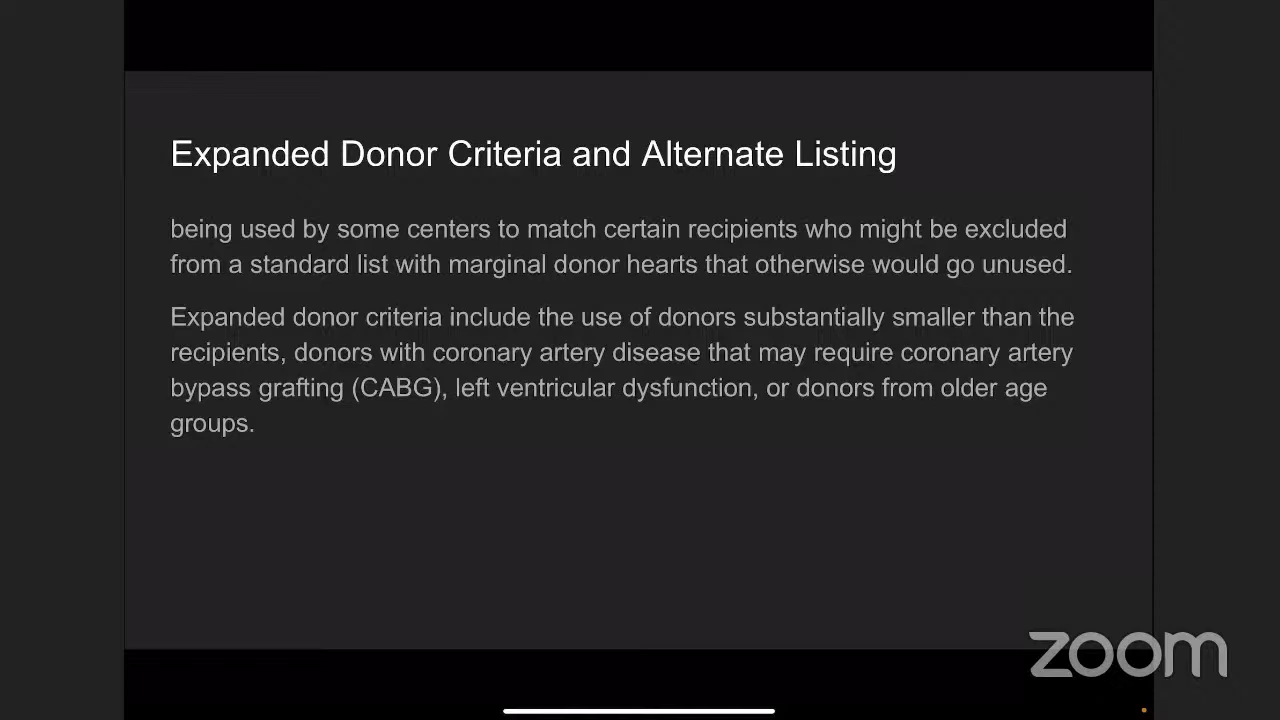 Expanded Donor Criteria and Alternate Listing
being used by some centers to match certain recipients who might be excluded
from a standard list with marginal donor hearts that otherwise would go unused.
Expanded donor criteria include the use of donors substantially smaller than the
recipients, donors with coronary artery disease that may require coronary artery
bypass grafting (CABG), left ventricular dysfunction, or donors from older age
groups.
zoom